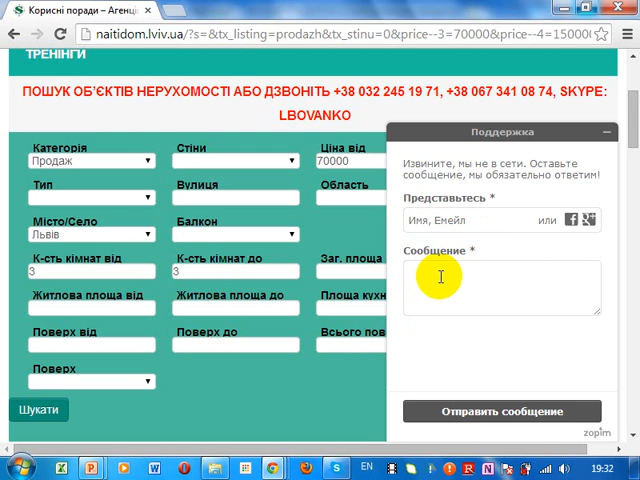 Корисні поради – Агенці
naitidom.lviv.ua/?s=&tx_listing=prodazh&tx_stinu=0&price--3=70000&price--4=150000
ТРЕНІНГИ
ПОШУК ОБ'ЄКТІВ НЕРУХОМОСТІ АБО ДЗВОНІТЬ +38 032 245 19 71, +38 067 341 08 74, SKYPE:
LBOVANKO
Категорія
Стіни
Ціна від
Продаж
70000
Тип
Вулиця
Область
Місто/Село
Балкон
Львів
К-сть кімнат від
К-сть кімнат до
Заг. площа
3
3
Житлова площа від
Житлова площа до
Площа кухн
Поверх від
Поверх до
Всього пов
Поверх
Шукати
Поддержка
Извините, мы не в сети. Оставьте
сообщение, мы обязательно ответим!
Представьтесь *
Имя, Емейл
или
Сообщение *
Отправить сообщение
zopim
EN
19:32